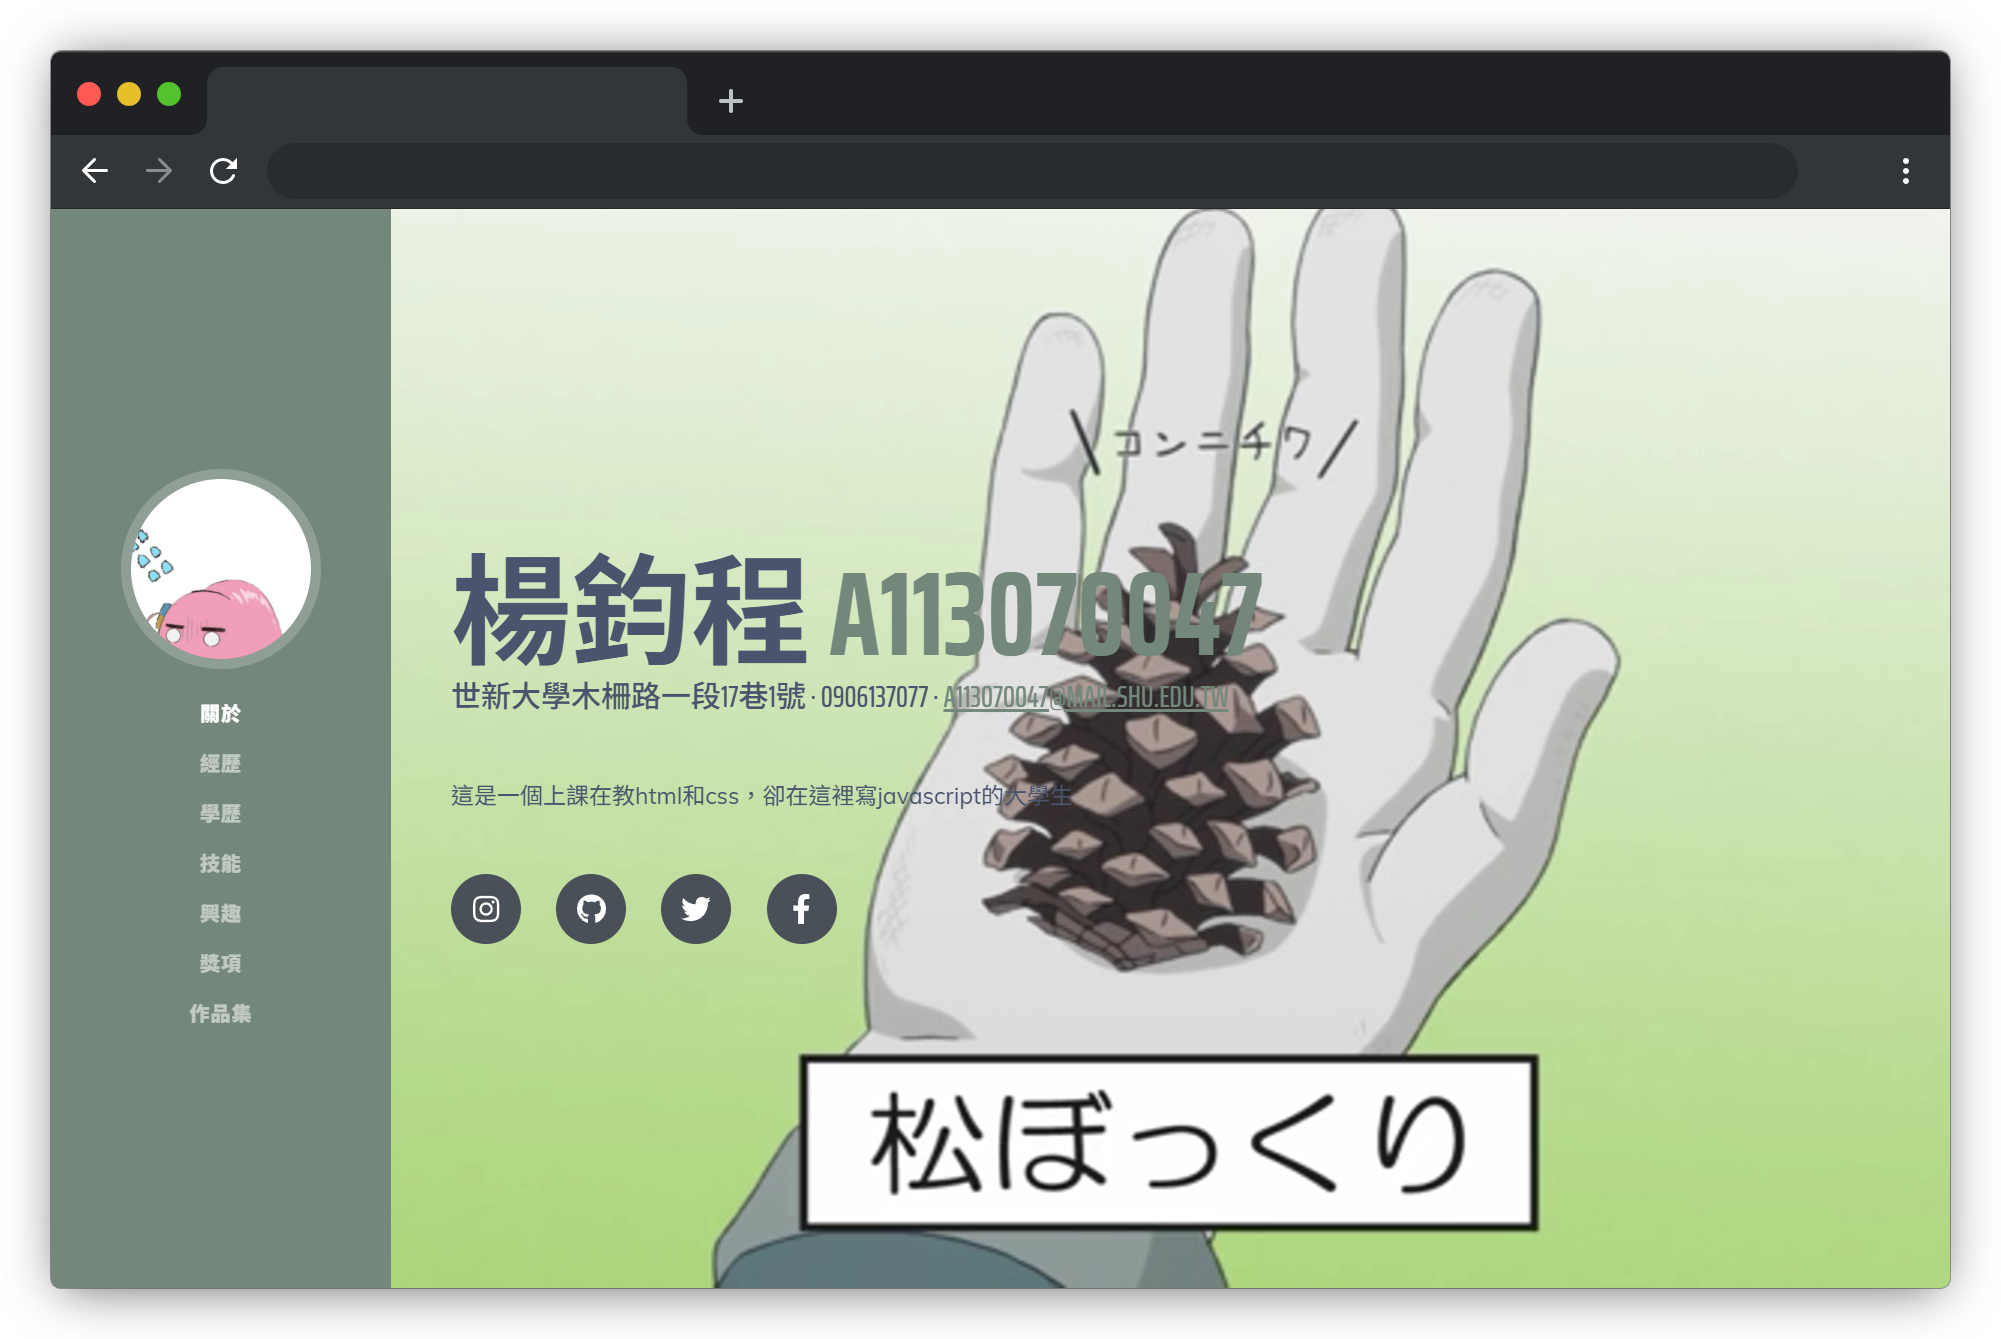 關於
經歷
學歷
技能
興趣
獎項
作品集
\コンニチワ/
楊鈞程 A113070047
世新大學木柵路一段17巷1號 · 0906137077 · A113070047@MAIL.SHU.EDU.TW
這是一個上課在教html和css，卻在這裡寫javascript的大學生
松ぼっくり